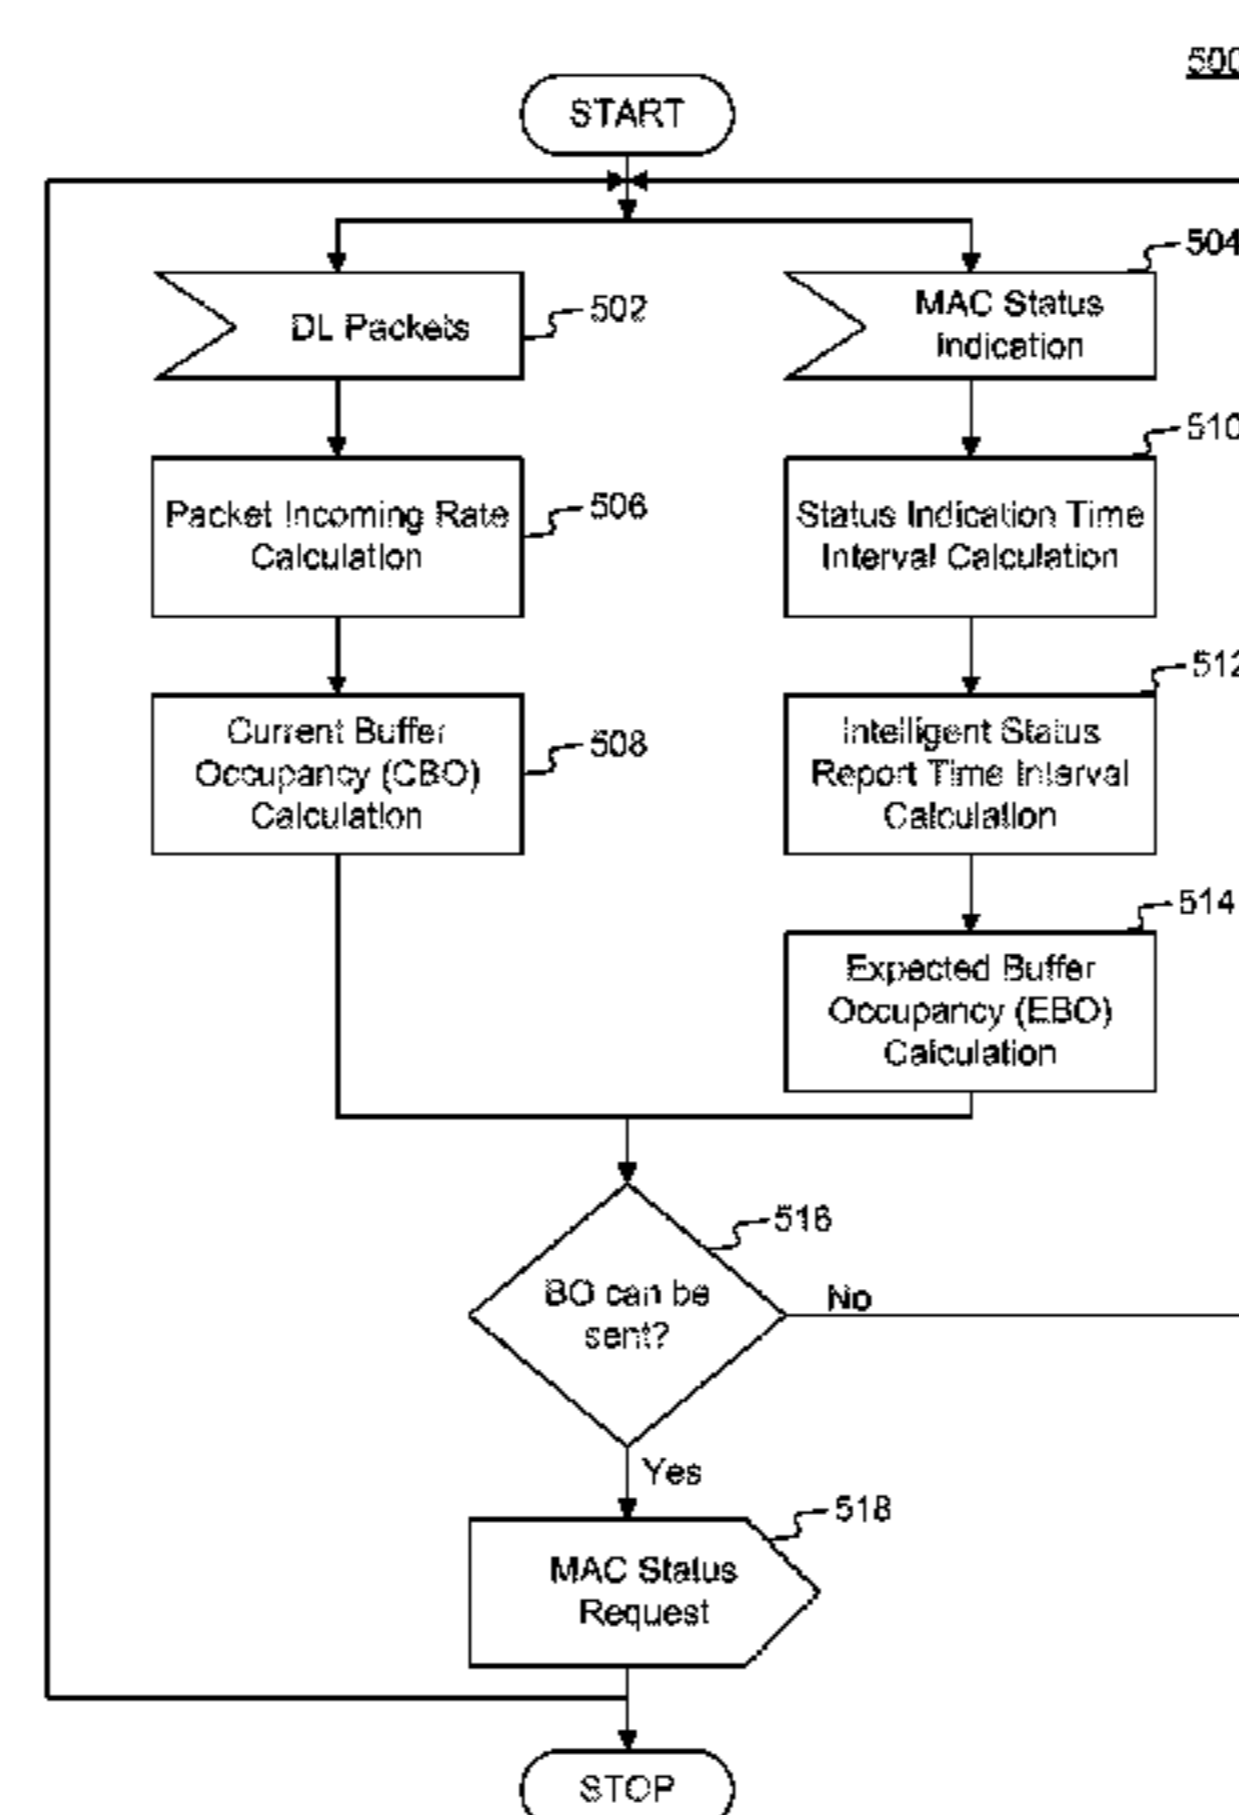 500
START
504
DL Packets
502
MAC Status
Indication
510
Packet Incoming Rate
Calculation
506
Status Indication Time
Interval Calculation
512
Current Buffer
Occupancy (CBO)
Calculation
508
Intelligent Status
Report Time Interval
Calculation
514
Expected Buffer
Occupancy (EBO)
Calculation
516
BO can be
sent?
No
Yes
518
MAC Status
Request
STOP